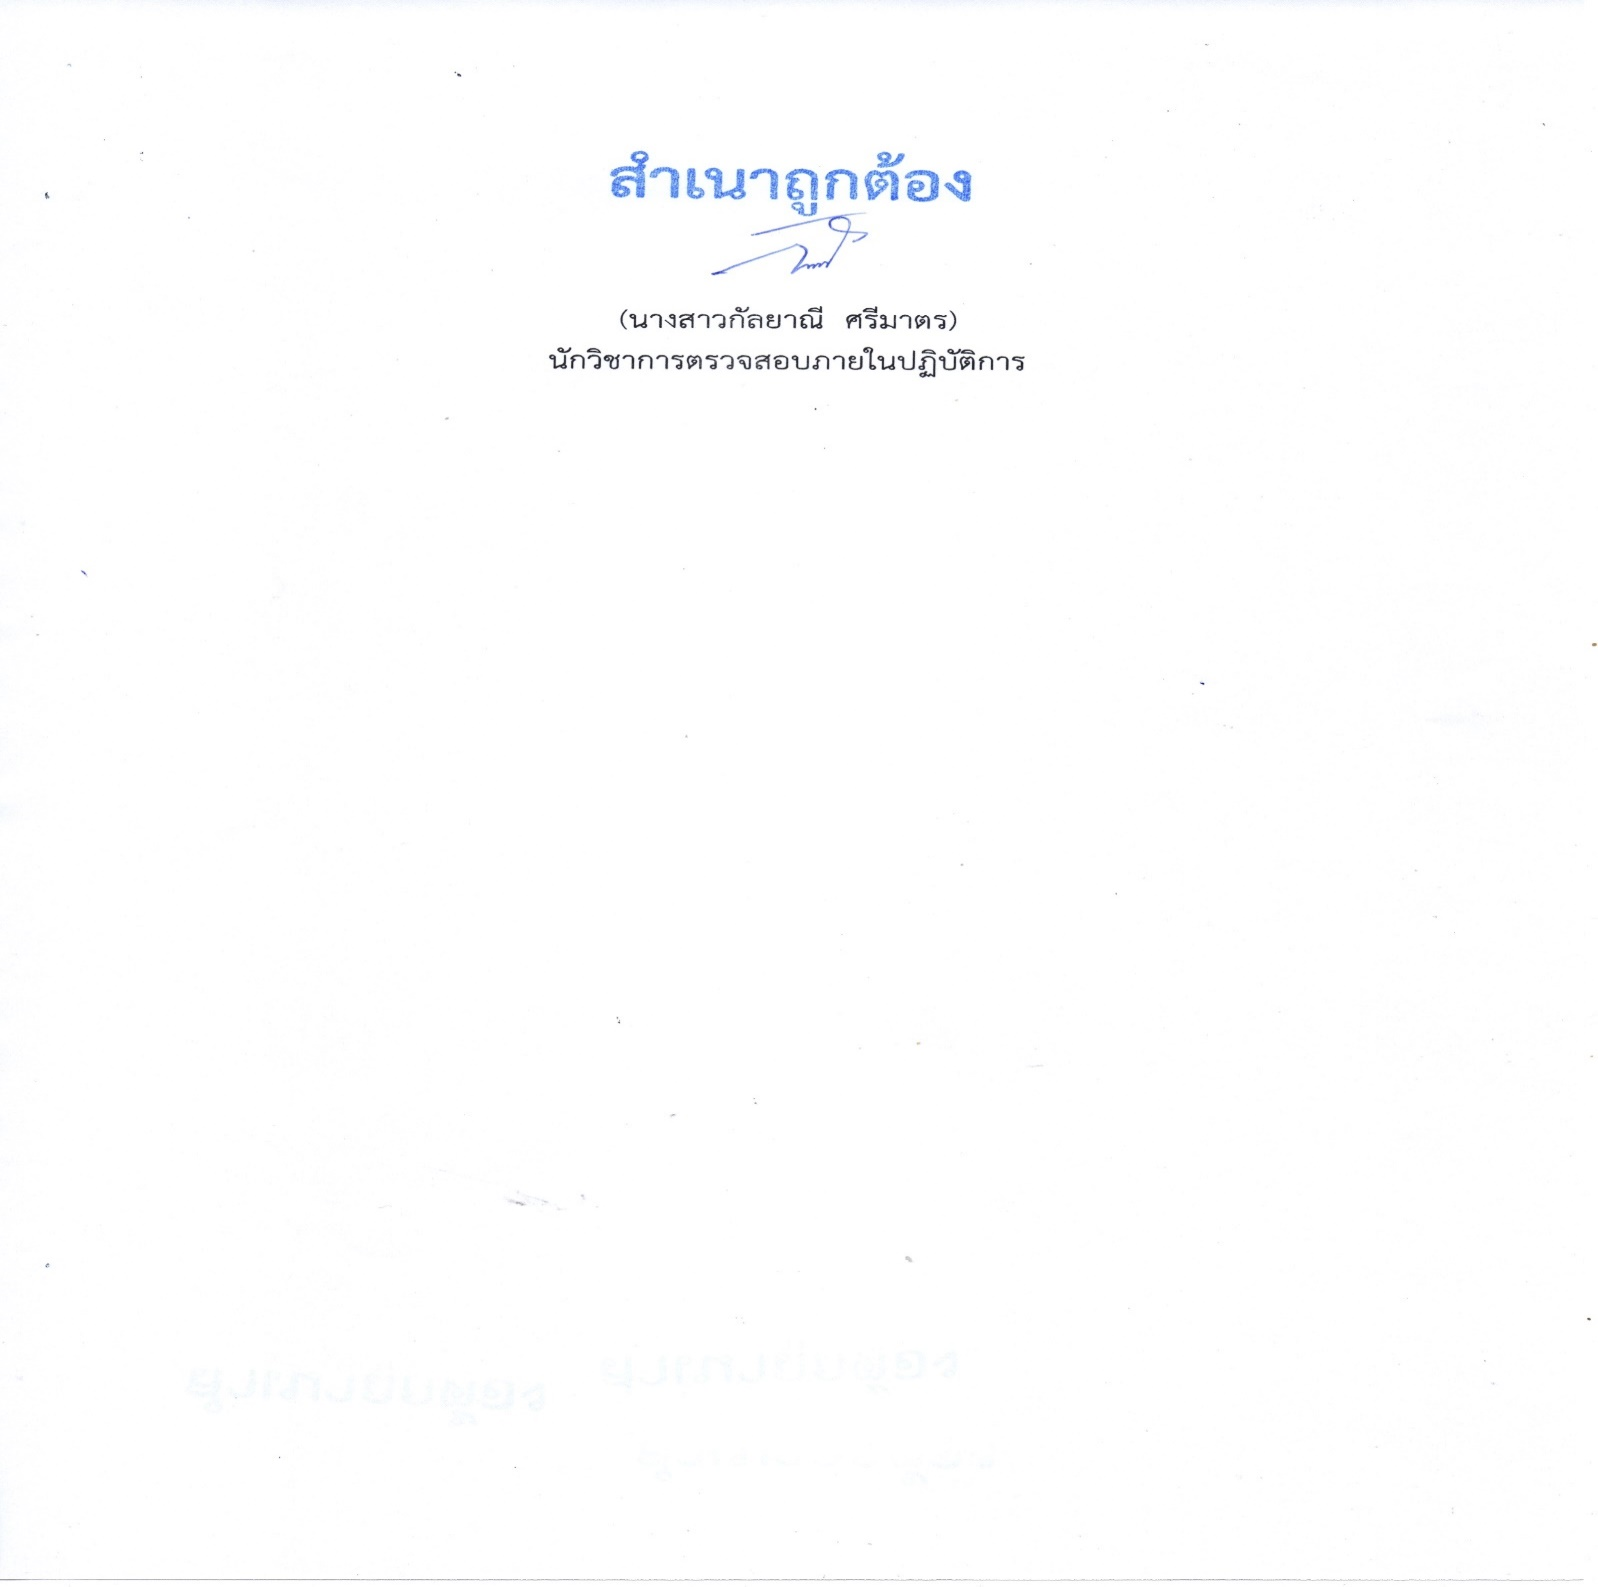 สำเนาถูกต้อง
(นางสาวกัลยาณี ศรีมาตร)
นักวิชาการตรวจสอบภายในปฏิบัติการ